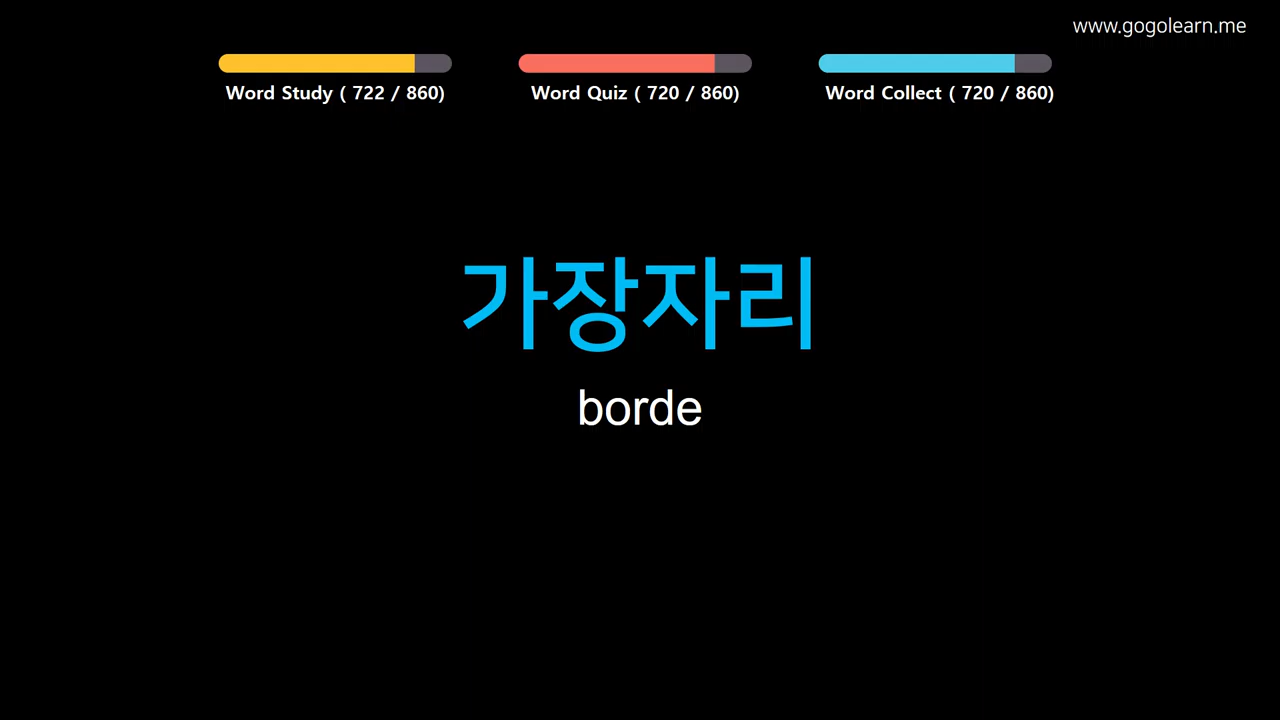 www.gogolearn.me
Word Study ( 722 / 860)
Word Quiz ( 720 / 860)
Word Collect ( 720 / 860)
가장자리
borde